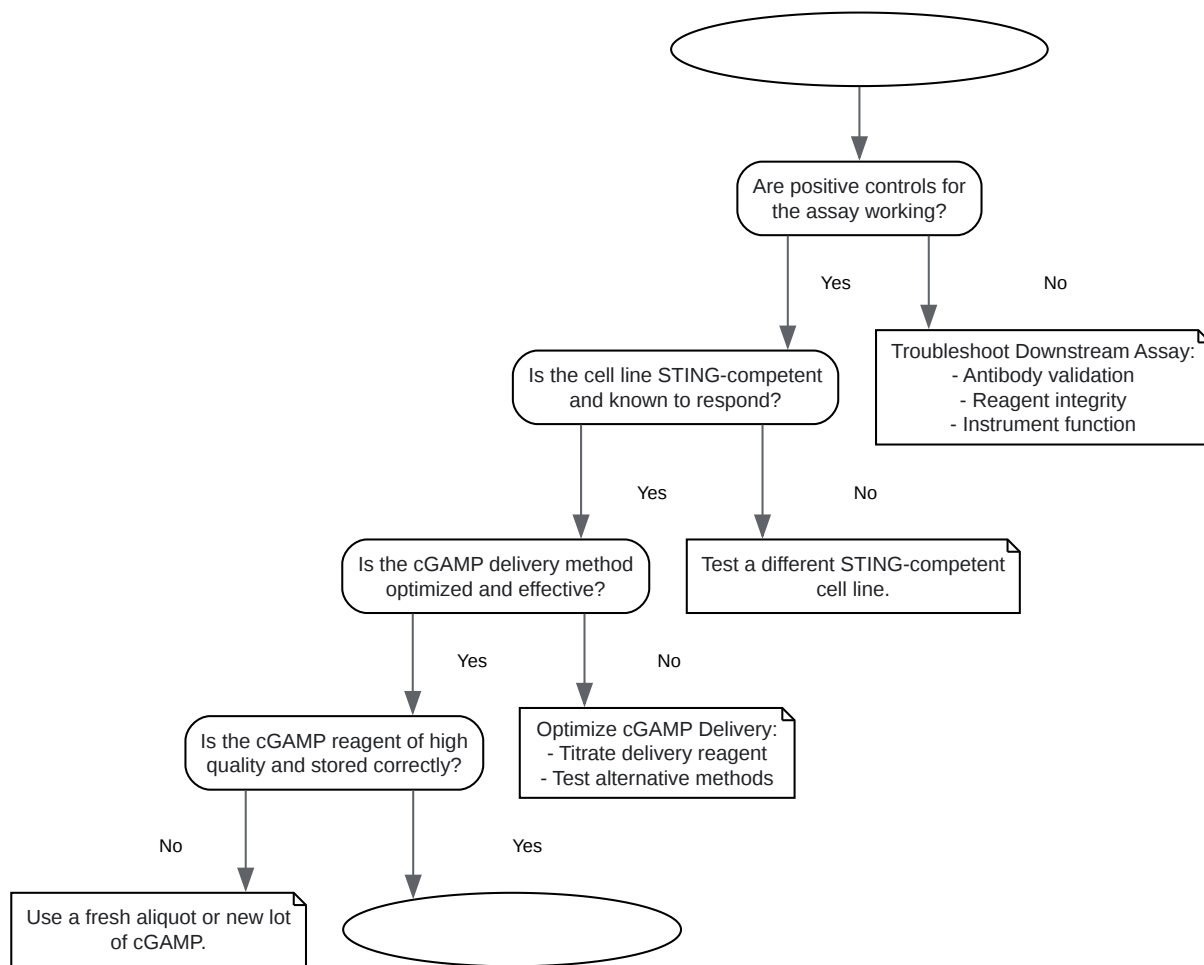 Are positive controls for
the assay working?
Yes
No
Troubleshoot Downstream Assay:
- Antibody validation
- Reagent integrity
- Instrument function
Is the cell line STING-competent
and known to respond?
Yes
No
Is the cGAMP delivery method
optimized and effective?
Test a different STING-competent
cell line.
Yes
No
Is the cGAMP reagent of high
quality and stored correctly?
Optimize cGAMP Delivery:
- Titrate delivery reagent
- Test alternative methods
No
Yes
Use a fresh aliquot or new lot
of cGAMP.